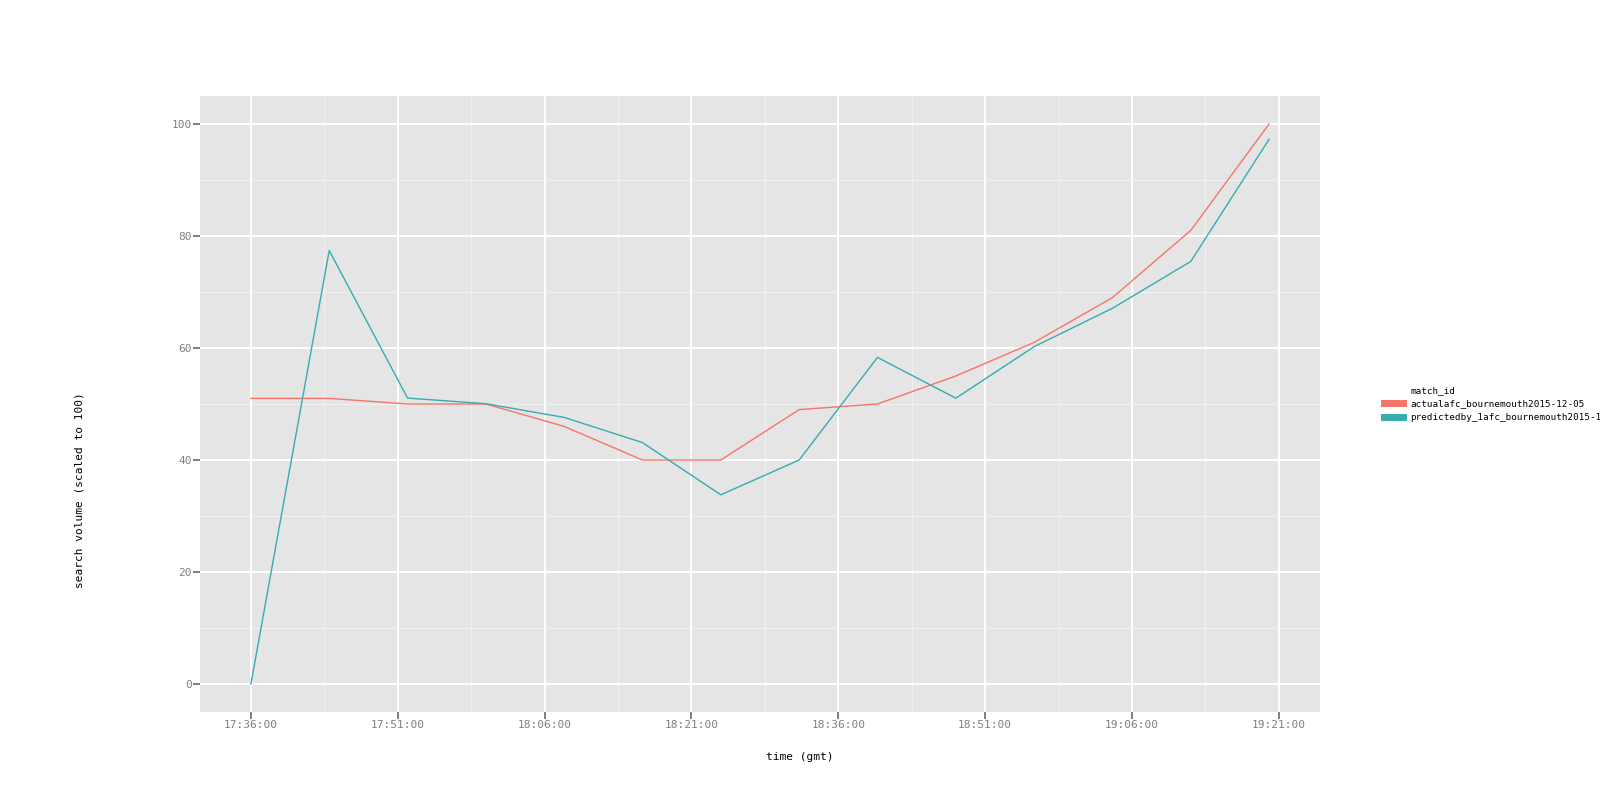 100
80
60
40
20
0
search volume (scaled to 100)
17:36:00 17:51:00 18:06:00 18:21:00 18:36:00 18:51:00 19:06:00 19:21:00
time (gmt)
match_id
actualafc_bournemouth2015-12-05
predictedby_1afc_bournemouth2015-1